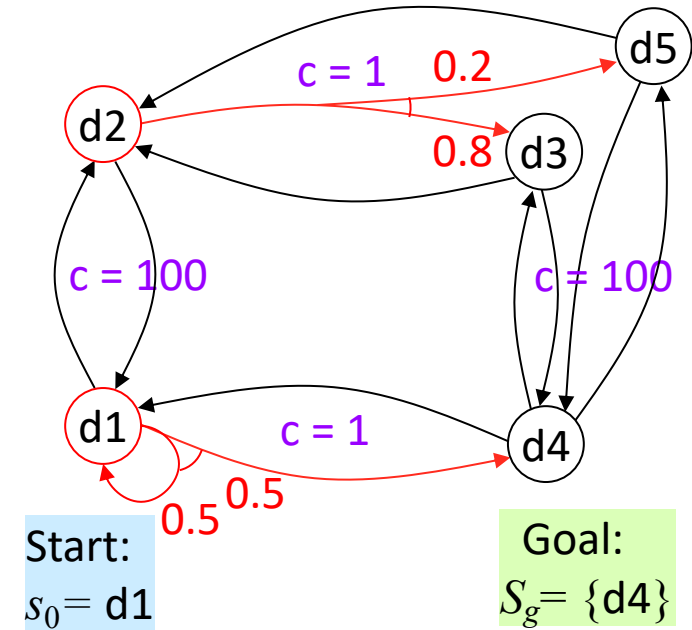 d5
c = 1
0.2
d2
0.8
d3
c = 100
c = 100
d1
c = 1
d4
0.5
0.5
Start:
s₀= d1
Goal:
S_g= {d4}